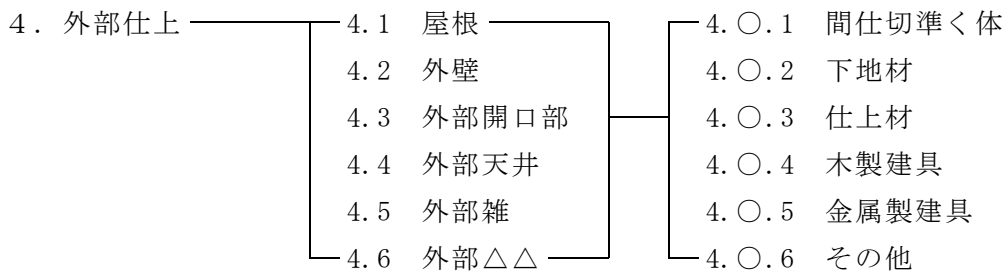 ４．外部仕上
4.1 屋根
4.2 外壁
4.3 外部開口部
4.4 外部天井
4.5 外部雑
4.6 外部△△
4.○.1 間仕切準く体
4.○.2 下地材
4.○.3 仕上材
4.○.4 木製建具
4.○.5 金属製建具
4.○.6 その他